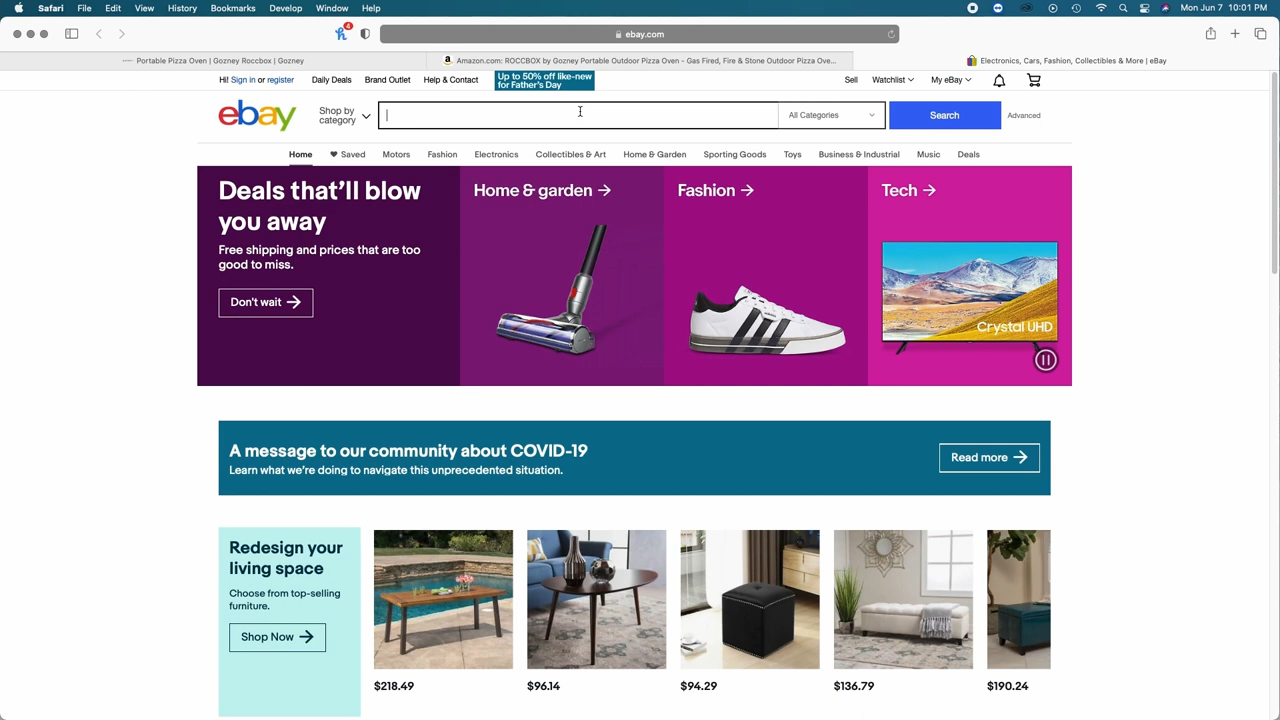 Safari File Edit View History Bookmarks Develop Window Help
Mon Jun 7 10:01 PM
4
ebay.com
Portable Pizza Oven | Gozney Roccbox | Gozney
Amazon.com: ROCCBOX by Gozney Portable Outdoor Pizza Oven - Gas Fired, Fire & Stone Outdoor Pizza Ove...
Electronics, Cars, Fashion, Collectibles & More | eBay
Hi! Sign in or register
Daily Deals
Brand Outlet
Help & Contact
Up to 50% off like-new
for Father's Day
Sell
Watchlist
My eBay
ebay
Shop by
category
All Categories
Search
Advanced
Home
Saved
Motors
Fashion
Electronics
Collectibles & Art
Home & Garden
Sporting Goods
Toys
Business & Industrial
Music
Deals
Deals that'll blow
you away
Free shipping and prices that are too
good to miss.
Don't wait
Home & garden
Fashion
Tech
Crystal UHD
A message to our community about COVID-19
Learn what we're doing to navigate this unprecedented situation.
Read more
Redesign your
living space
Choose from top-selling
furniture.
Shop Now
$218.49
$96.14
$94.29
$136.79
$190.24